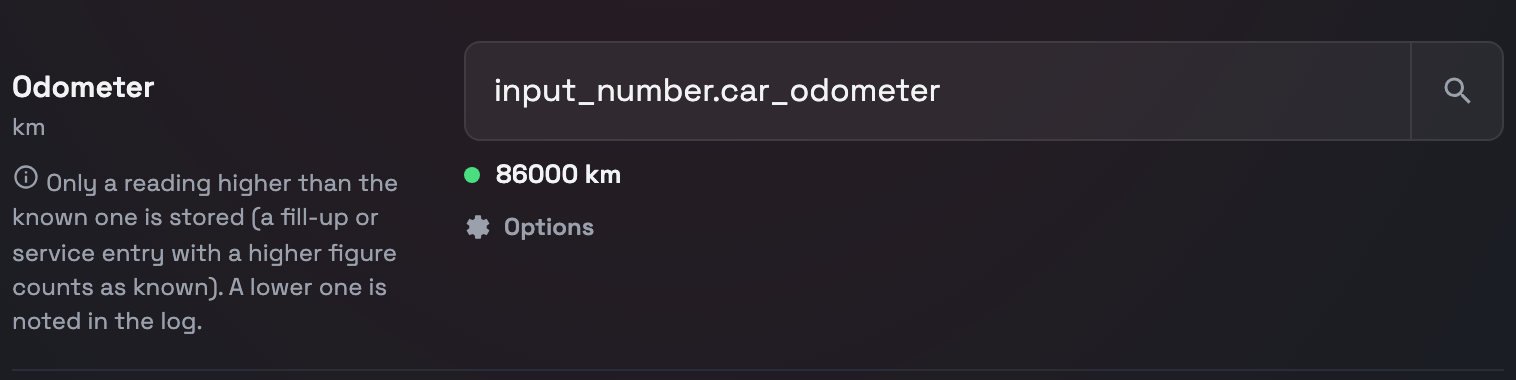 Odometer
km
Only a reading higher than the
known one is stored (a fill-up or
service entry with a higher figure
counts as known). A lower one is
noted in the log.
input_number.car_odometer
86000 km
Options